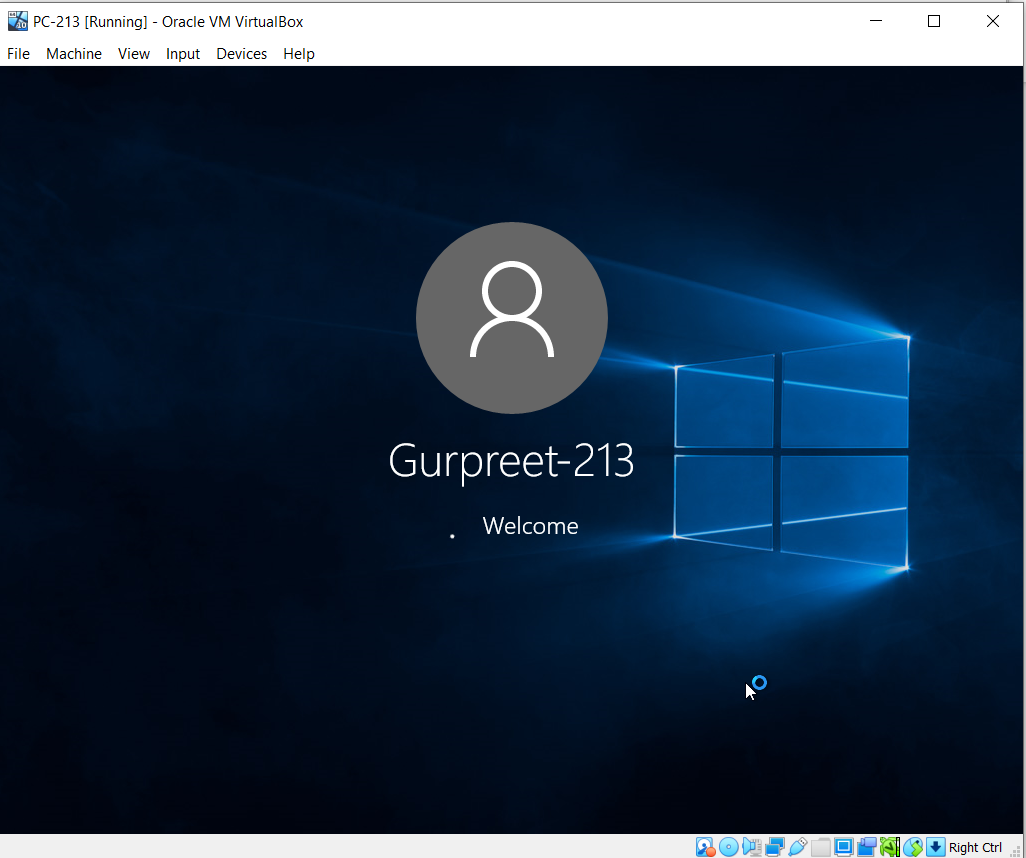 PC-213 [Running] - Oracle VM VirtualBox
File Machine View Input Devices Help
Gurpreet-213
Welcome
Right Ctrl